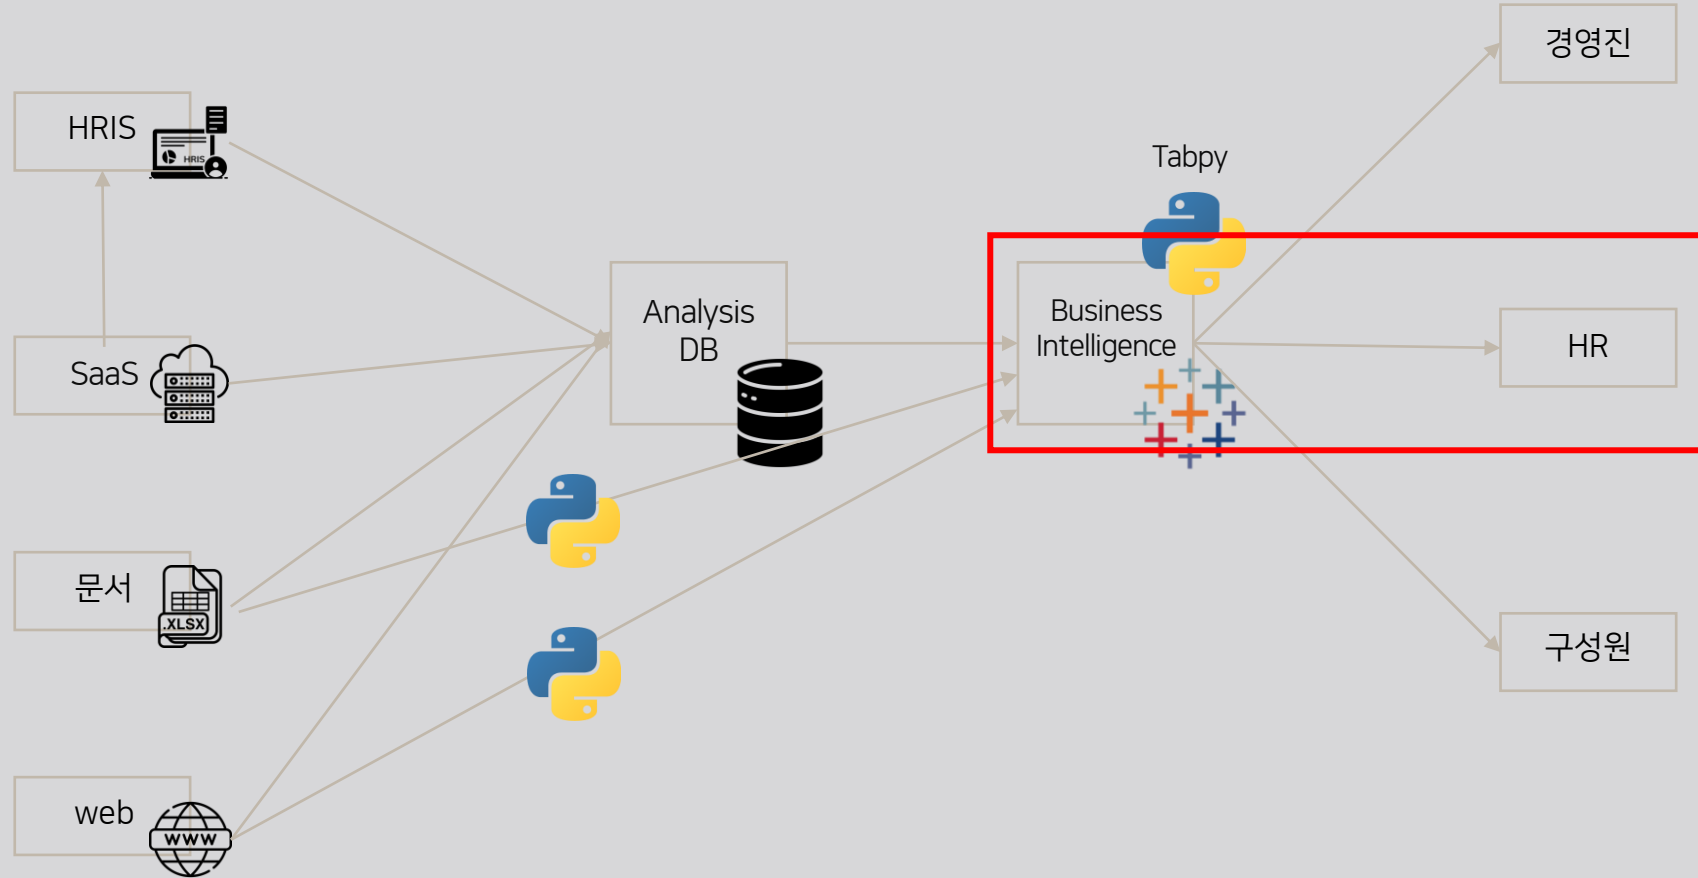 경영진
HRIS
HRIS
Tabpy
Business
Intelligence
Analysis
DB
HR
SaaS
문서
.XLSX
구성원
web
WWW